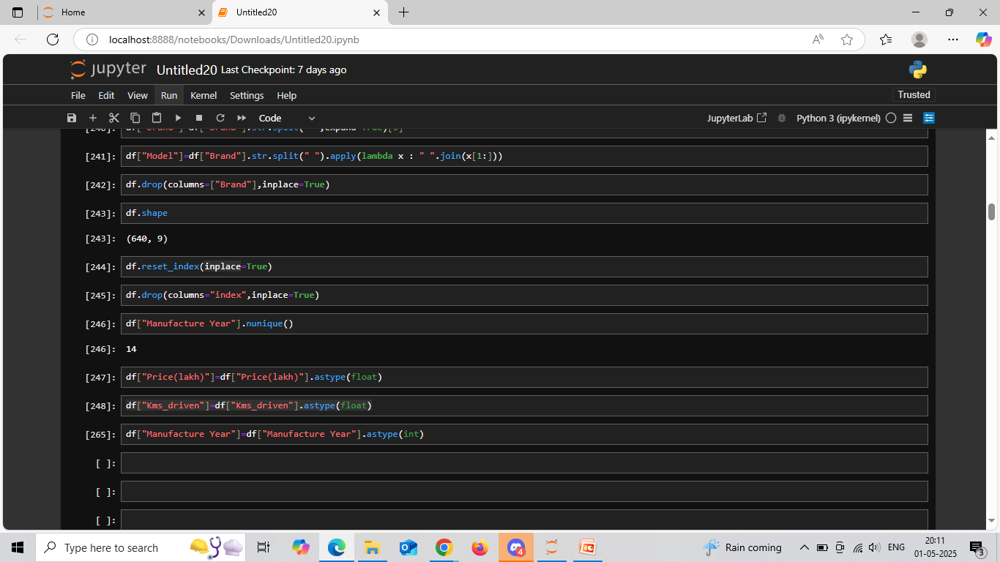 Home
Untitled20
localhost:8888/notebooks/Downloads/Untitled20.ipynb
jupyter Untitled20 Last Checkpoint: 7 days ago
File Edit View Run Kernel Settings Help Trusted
Code JupyterLab Python 3 (ipykernel)
[241]: df["Model"]=df["Brand"].str.split(" ").apply(lambda x : " ".join(x[1:]))
[242]: df.drop(columns=["Brand"],inplace=True)
[243]: df.shape
[243]: (640, 9)
[244]: df.reset_index(inplace=True)
[245]: df.drop(columns="index",inplace=True)
[246]: df["Manufacture Year"].nunique()
[246]: 14
[247]: df["Price(lakh)"]=df["Price(lakh)"].astype(float)
[248]: df["Kms_driven"]=df["Kms_driven"].astype(float)
[265]: df["Manufacture Year"]=df["Manufacture Year"].astype(int)
[ ]:
[ ]:
[ ]:
Type here to search
4
Rain coming
ENG
20:11
01-05-2025
3